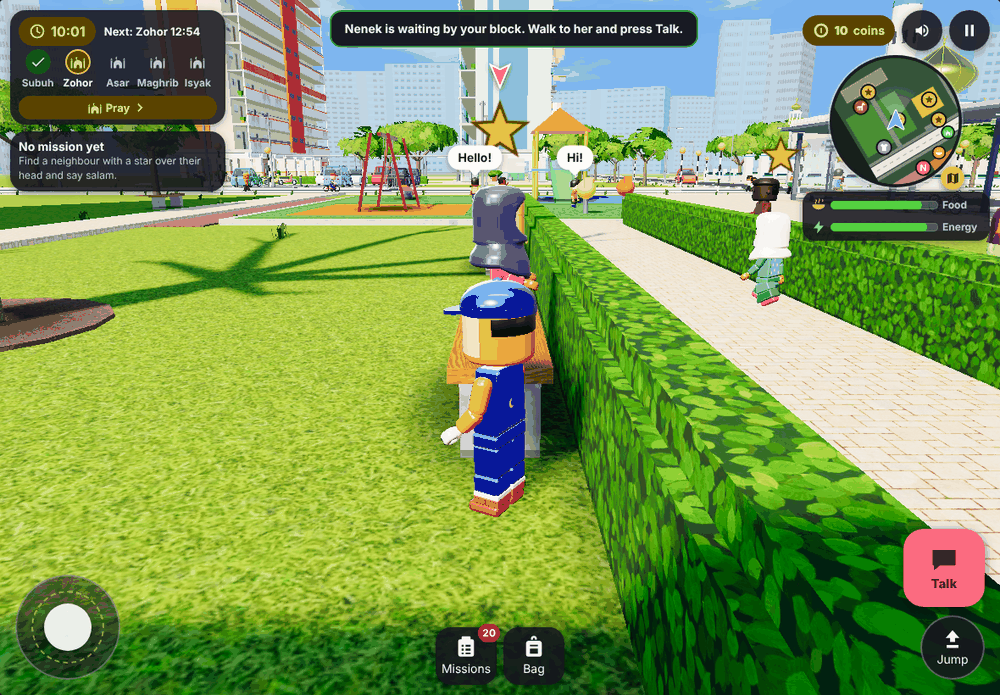 10:01
Next: Zohor 12:54
Subuh
Zohor
Asar
Maghrib
Isyak
Pray >
No mission yet
Find a neighbour with a star over their
head and say salam.
Nenek is waiting by your block. Walk to her and press Talk.
10 coins
N
Food
Energy
Hello!
Hi!
Talk
Jump
20
Missions
Bag